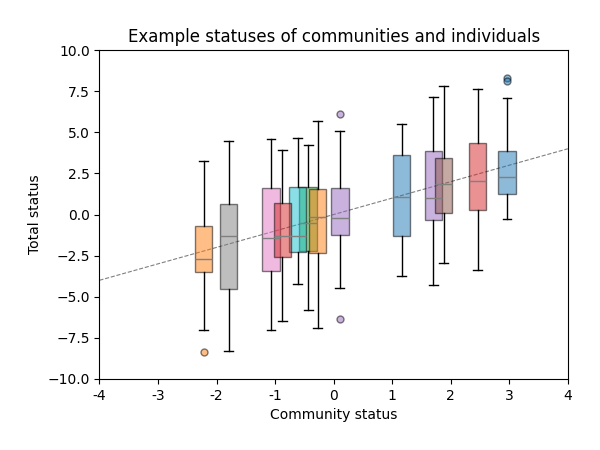 Example statuses of communities and individuals
10.0
7.5
5.0
2.5
0.0
−2.5
−5.0
−7.5
−10.0
Total status
-4 -3 -2 -1 0 1 2 3 4
Community status